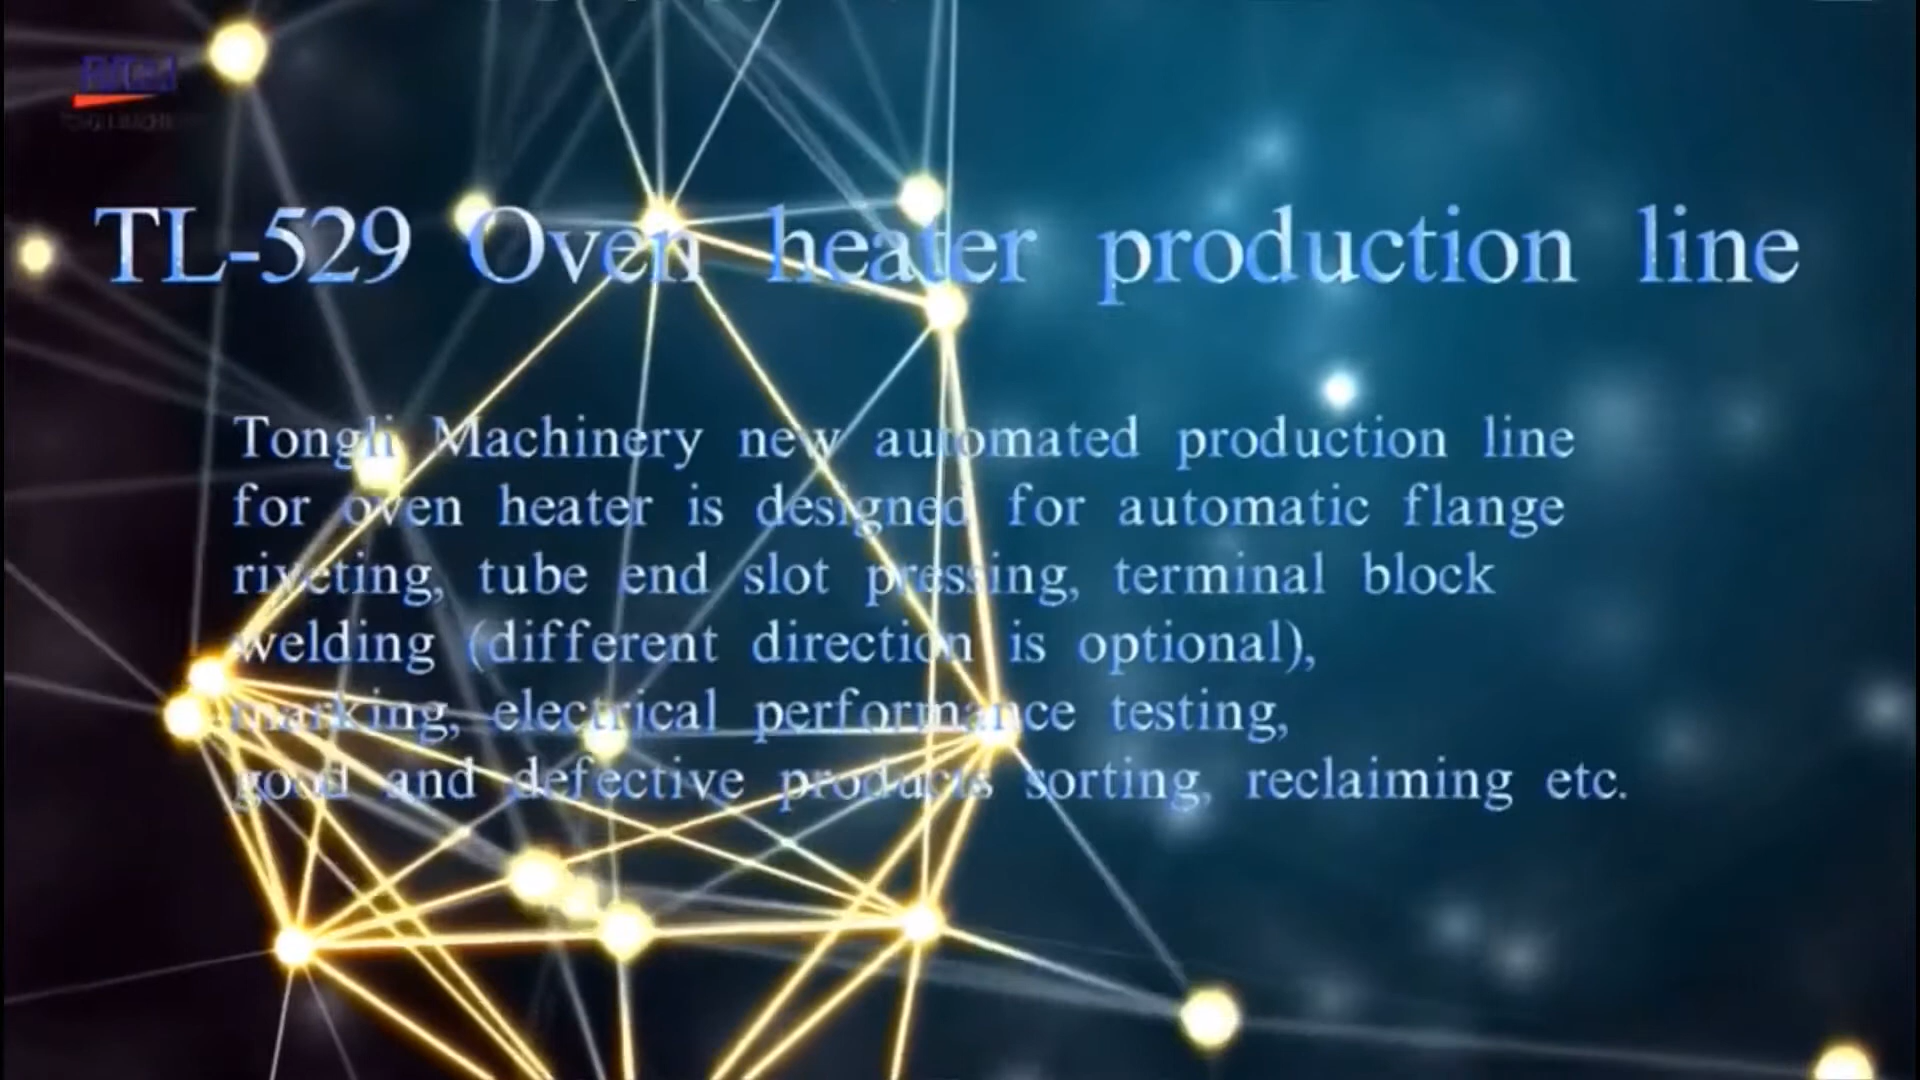 TL-529 Oven heater production line
Tongli Machinery new automated production line
for oven heater is designed for automatic flange
riveting, tube end slot pressing, terminal block
welding (different direction is optional),
marking, electrical performance testing,
good and defective products sorting, reclaiming etc.